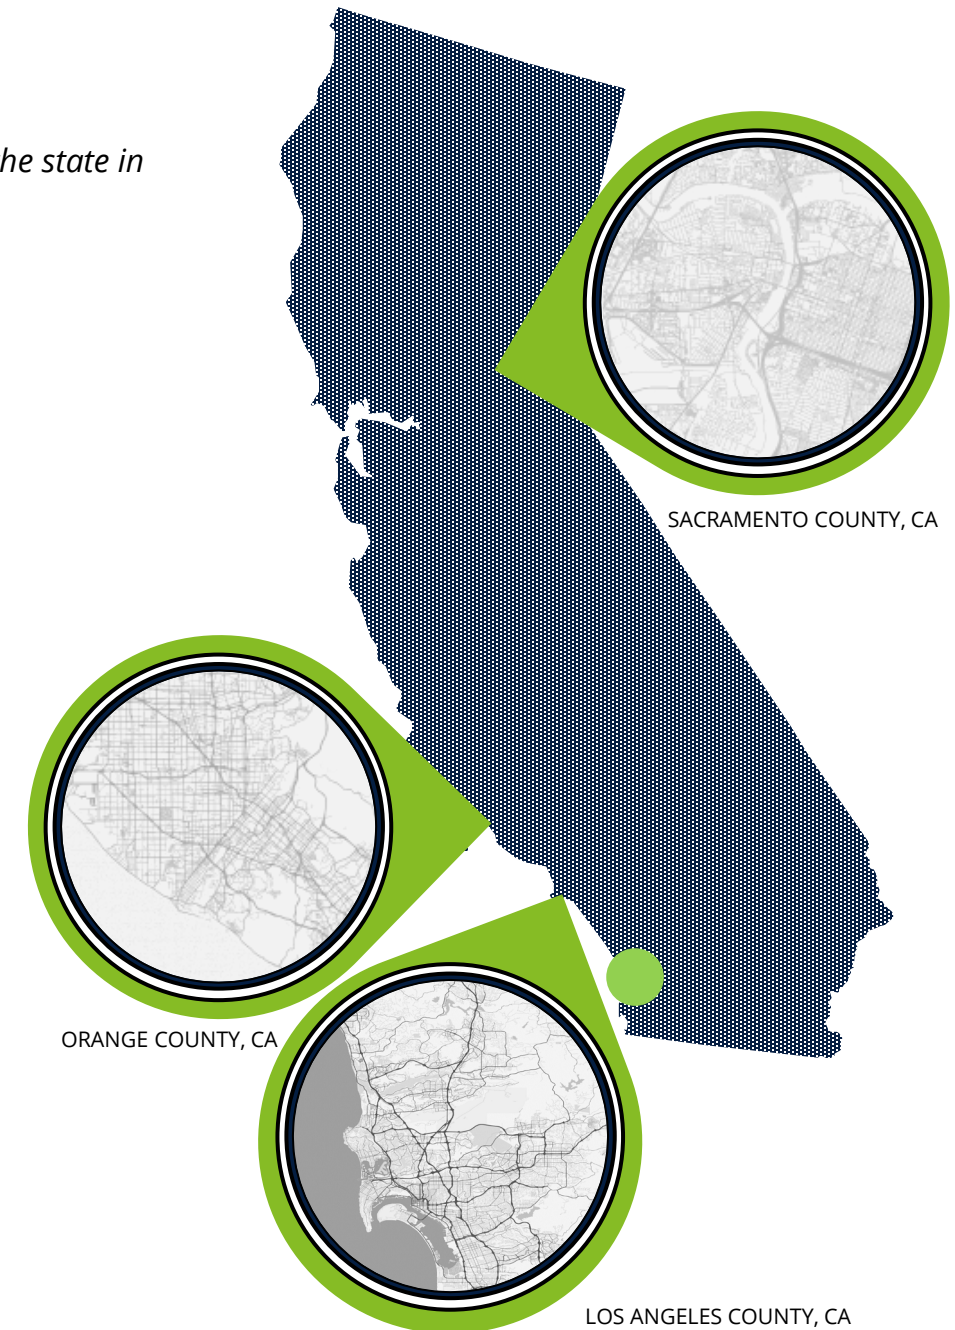 he state in
SACRAMENTO COUNTY, CA
ORANGE COUNTY, CA
LOS ANGELES COUNTY, CA